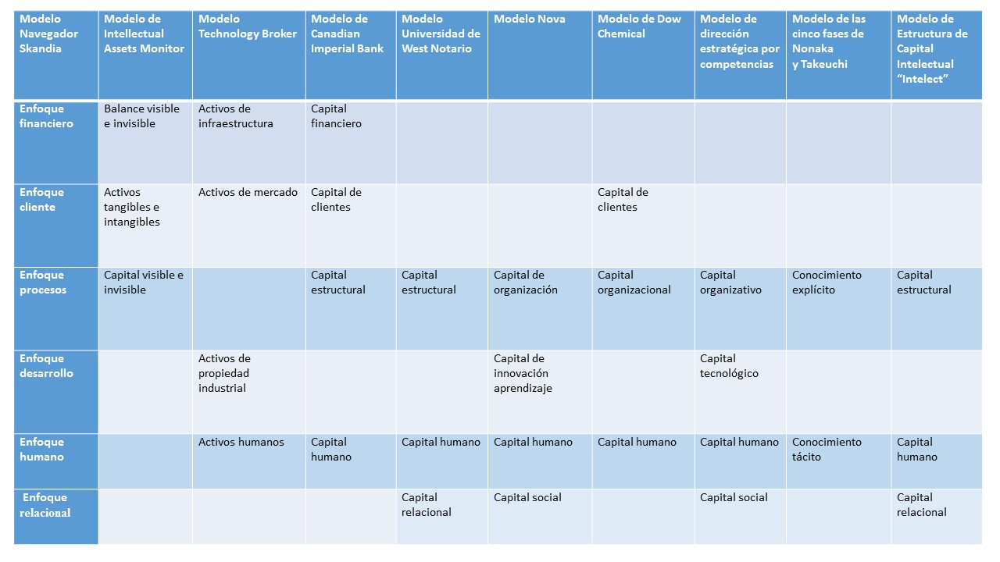 Modelo
Navegador
Skandia
Modelo de
Intellectual
Assets Monitor
Modelo
Technology Broker
Modelo de
Canadian
Imperial Bank
Modelo
Universidad de
West Notario
Modelo Nova
Modelo de Dow
Chemical
Modelo de
dirección
estratégica por
competencias
Modelo de las
cinco fases de
Nonaka
y Takeuchi
Modelo de
Estructura de
Capital
Intelectual
“Intelect”
Enfoque
financiero
Balance visible
e invisible
Activos de
infraestructura
Capital
financiero
Enfoque
cliente
Activos
tangibles e
intangibles
Activos de mercado
Capital de
clientes
Capital de
clientes
Enfoque
procesos
Capital visible e
invisible
Capital
estructural
Capital
estructural
Capital de
organización
Capital
organizacional
Capital
organizativo
Conocimiento
explícito
Capital
estructural
Enfoque
desarrollo
Activos de
propiedad
industrial
Capital de
innovación
aprendizaje
Capital
tecnológico
Enfoque
humano
Activos humanos
Capital
humano
Capital humano
Capital humano
Capital humano
Capital humano
Conocimiento
tácito
Capital
humano
Enfoque
relacional
Capital
relacional
Capital social
Capital social
Capital
relacional